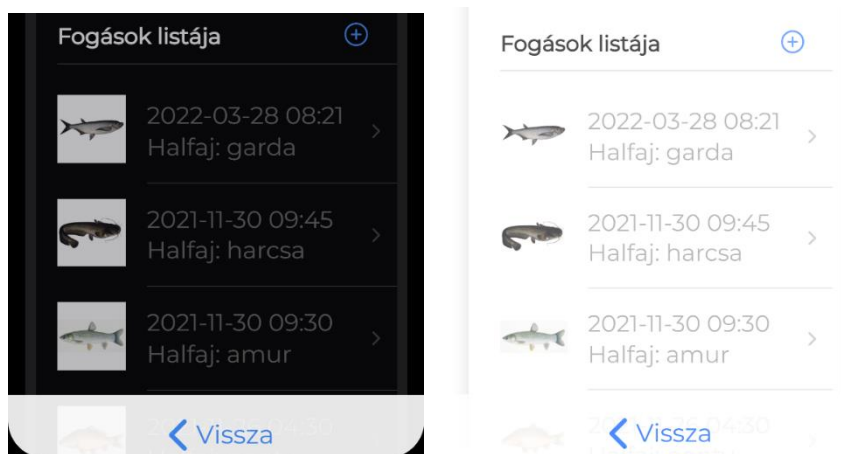 Fogások listája
2022-03-28 08:21
Halfaj: garda
2021-11-30 09:45
Halfaj: harcsa
2021-11-30 09:30
Halfaj: amur
Vissza
Fogások listája
2022-03-28 08:21
Halfaj: garda
2021-11-30 09:45
Halfaj: harcsa
2021-11-30 09:30
Halfaj: amur
Vissza